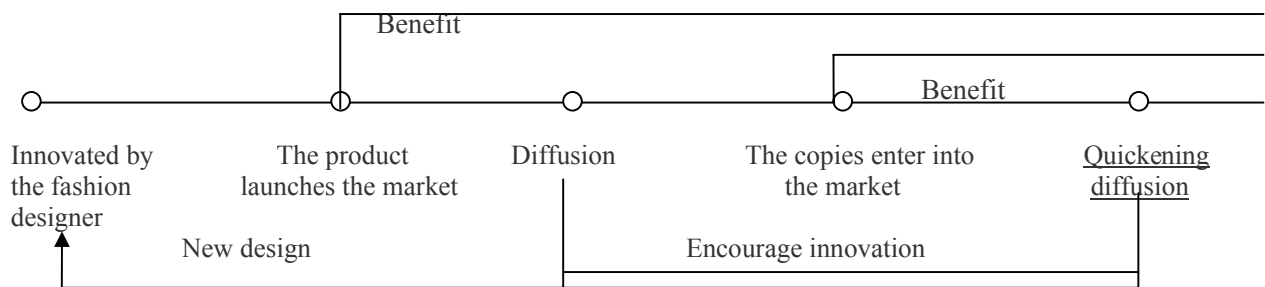 Benefit
Benefit
Innovated by
the fashion
designer
The product
launches the market
Diffusion
The copies enter into
the market
Quickening
diffusion
New design
Encourage innovation